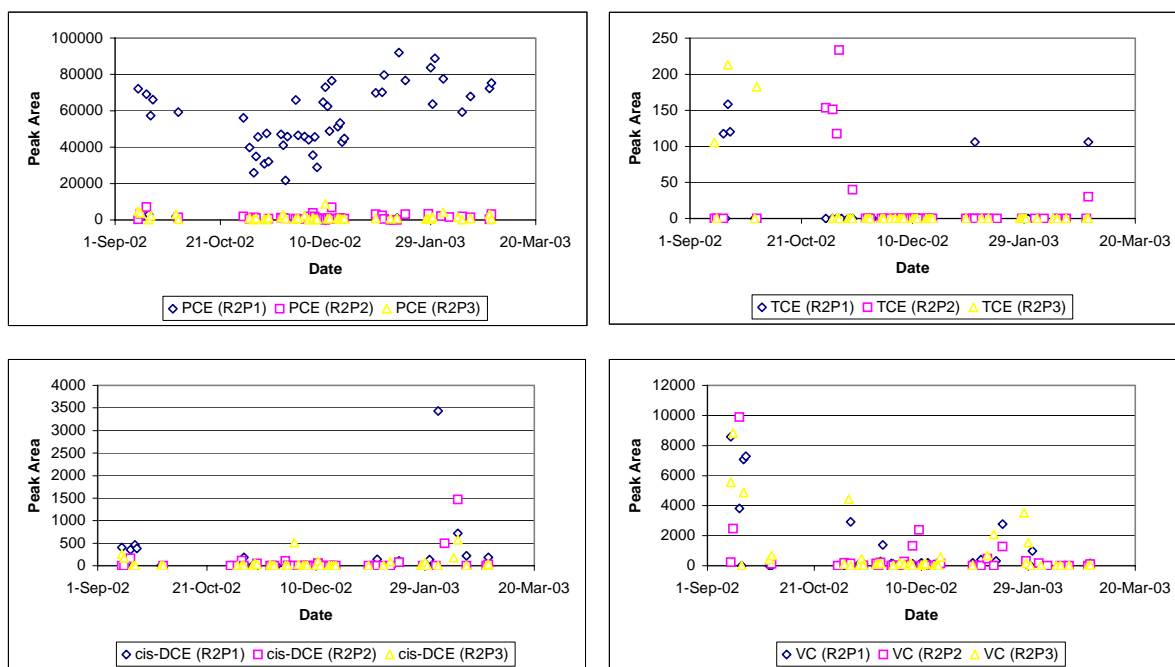 100000
80000
60000
40000
20000
0
Peak Area
1-Sep-02 21-Oct-02 10-Dec-02 29-Jan-03 20-Mar-03
Date
PCE (R2P1) PCE (R2P2) PCE (R2P3)
250
200
150
100
50
0
Peak Area
1-Sep-02 21-Oct-02 10-Dec-02 29-Jan-03 20-Mar-03
Date
TCE (R2P1) TCE (R2P2) TCE (R2P3)
4000
3500
3000
2500
2000
1500
1000
500
0
Peak Area
1-Sep-02 21-Oct-02 10-Dec-02 29-Jan-03 20-Mar-03
Date
cis-DCE (R2P1) cis-DCE (R2P2) cis-DCE (R2P3)
12000
10000
8000
6000
4000
2000
0
Peak Area
1-Sep-02 21-Oct-02 10-Dec-02 29-Jan-03 20-Mar-03
Date
VC (R2P1) VC (R2P2 VC (R2P3)